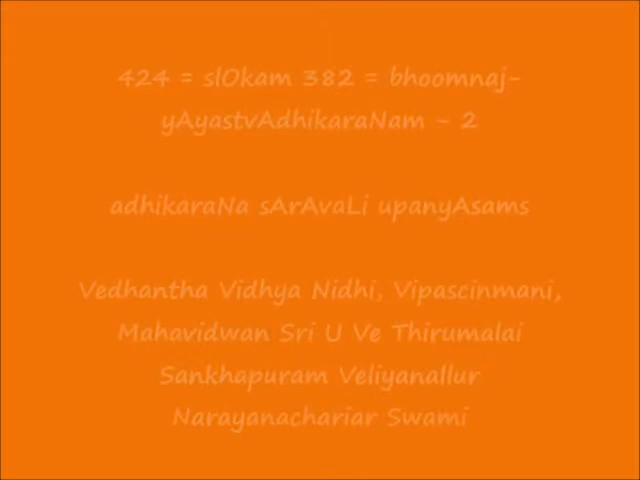 424 = slOkam 382 = bhoomnaj-
yAyastvAdhikaraNam - 2
adhikaraNa sArAvaLi upanyAsams
Vedhantha Vidhya Nidhi, Vipascinmani,
Mahavidwan Sri U Ve Thirumalai
Sankhapuram Veliyanallur
Narayanachariar Swami